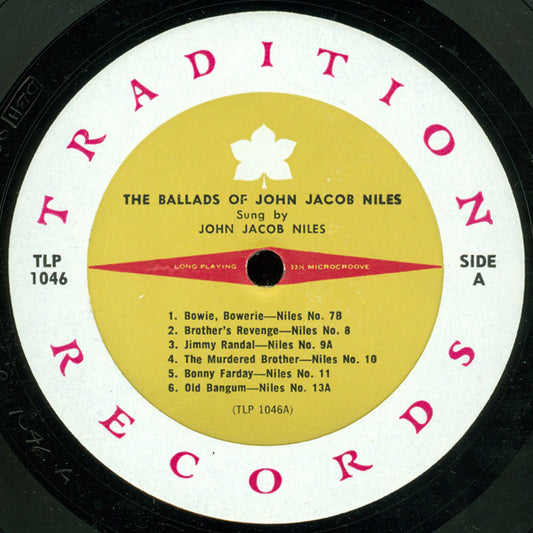 TRADITION
THE BALLADS OF JOHN JACOB NILES
Sung by
JOHN JACOB NILES
TLP
1046
SIDE
A
LONG PLAYING 33⅓ MICROGROOVE
1. Bowie, Bowerie—Niles No. 7B
2. Brother's Revenge—Niles No. 8
3. Jimmy Randal—Niles No. 9A
4. The Murdered Brother—Niles No. 10
5. Bonny Farday—Niles No. 11
6. Old Bangum—Niles No. 13A
(TLP 1046A)
RECORDS